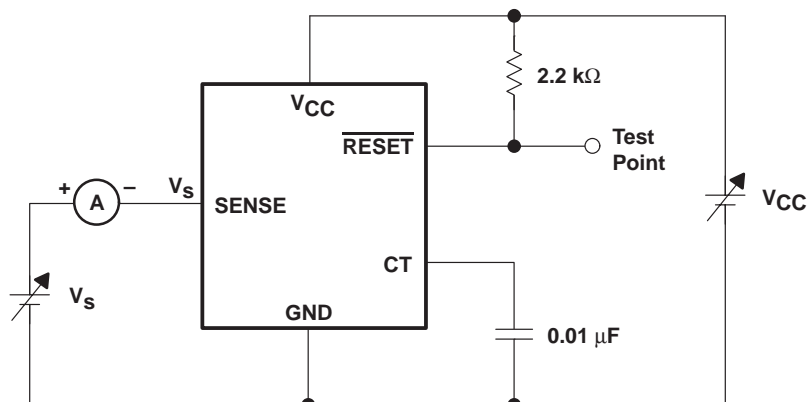 2.2 kΩ
VCC
RESET
Test
Point
+
A
–
Vs
SENSE
VCC
CT
Vs
GND
0.01 μF